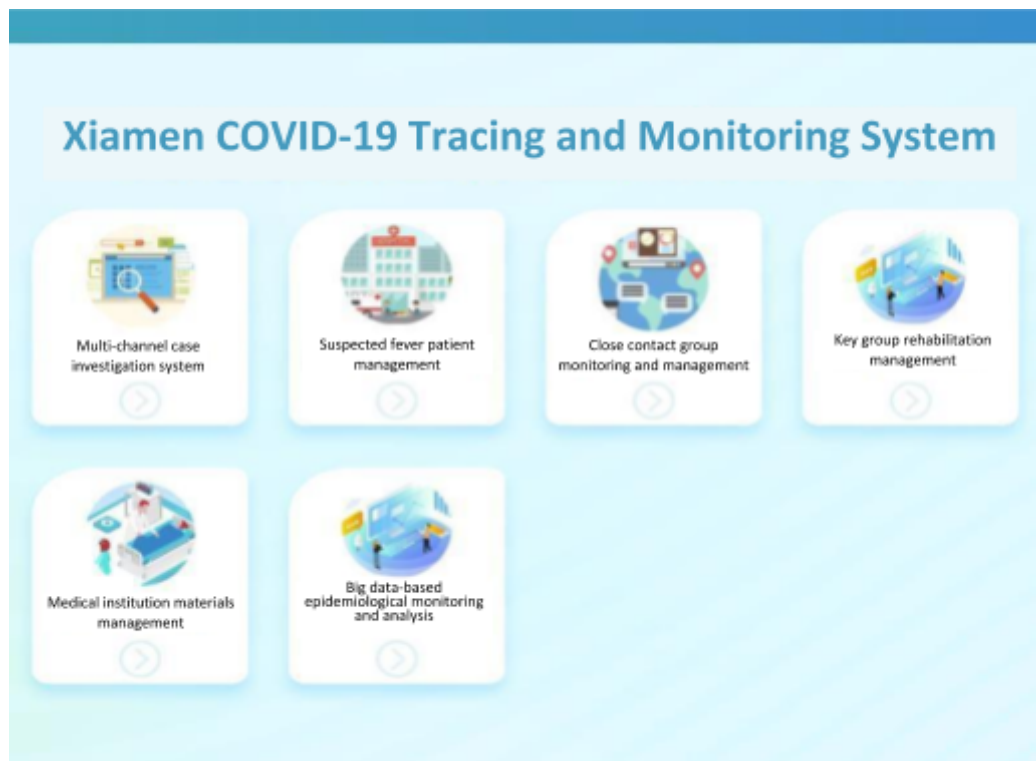 Xiamen COVID-19 Tracing and Monitoring System
Multi-channel case
investigation system
HOSPITAL
Suspected fever patient
management
Close contact group
monitoring and management
Key group rehabilitation
management
Medical institution materials
management
Big data-based
epidemiological monitoring
and analysis